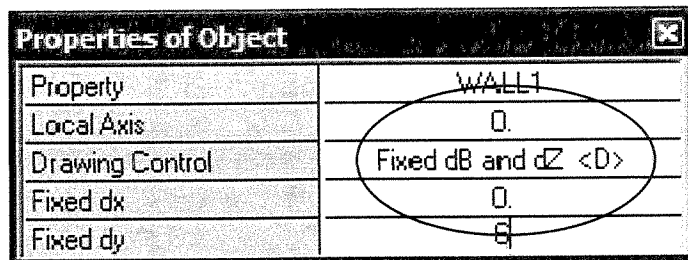 Properties of Object
Property WALL1
Local Axis 0.
Drawing Control Fixed dB and dZ <D>
Fixed dx 0.
Fixed dy 6